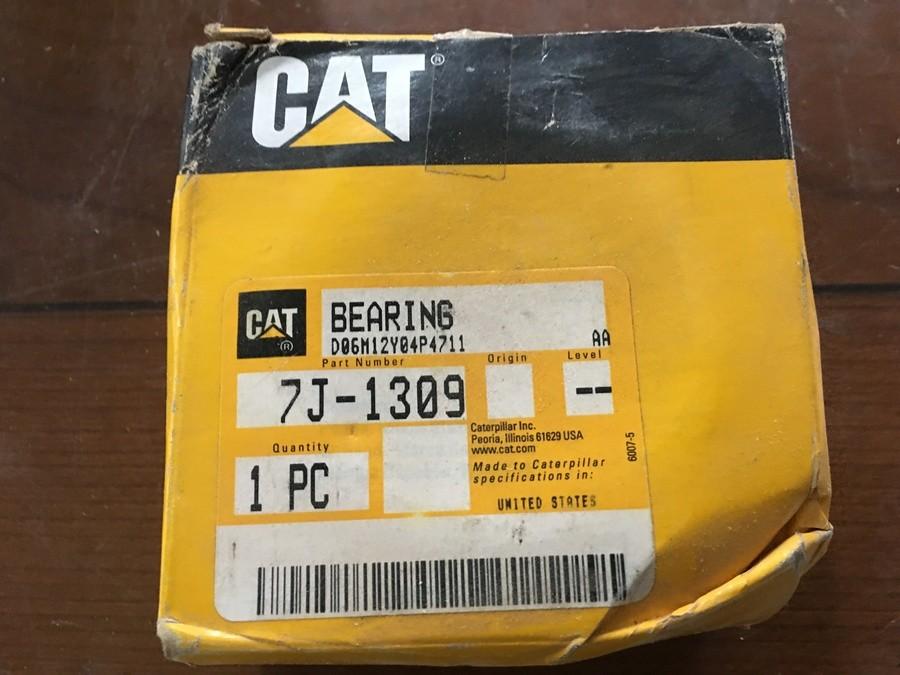 CAT®
CAT®
BEARING
D06M12Y04P4711
AA
Part Number
Origin
Level
7J-1309
--
Caterpillar Inc.
Peoria, Illinois 61629 USA
www.cat.com
Quantity
1 PC
Made to Caterpillar
specifications in:
UNITED STATES
6007-5